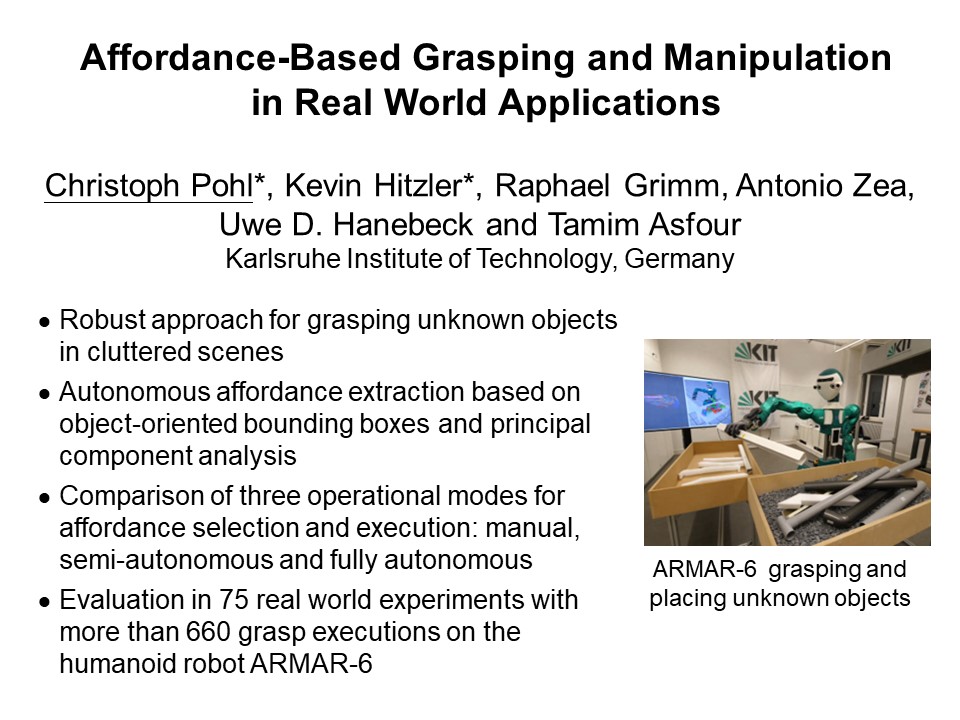 Affordance-Based Grasping and Manipulation
in Real World Applications
Christoph Pohl*, Kevin Hitzler*, Raphael Grimm, Antonio Zea,
Uwe D. Hanebeck and Tamim Asfour
Karlsruhe Institute of Technology, Germany
• Robust approach for grasping unknown objects
in cluttered scenes
• Autonomous affordance extraction based on
object-oriented bounding boxes and principal
component analysis
• Comparison of three operational modes for
affordance selection and execution: manual,
semi-autonomous and fully autonomous
• Evaluation in 75 real world experiments with
more than 660 grasp executions on the
humanoid robot ARMAR-6
KIT
KIT
KIT
ARMAR-6 grasping and
placing unknown objects